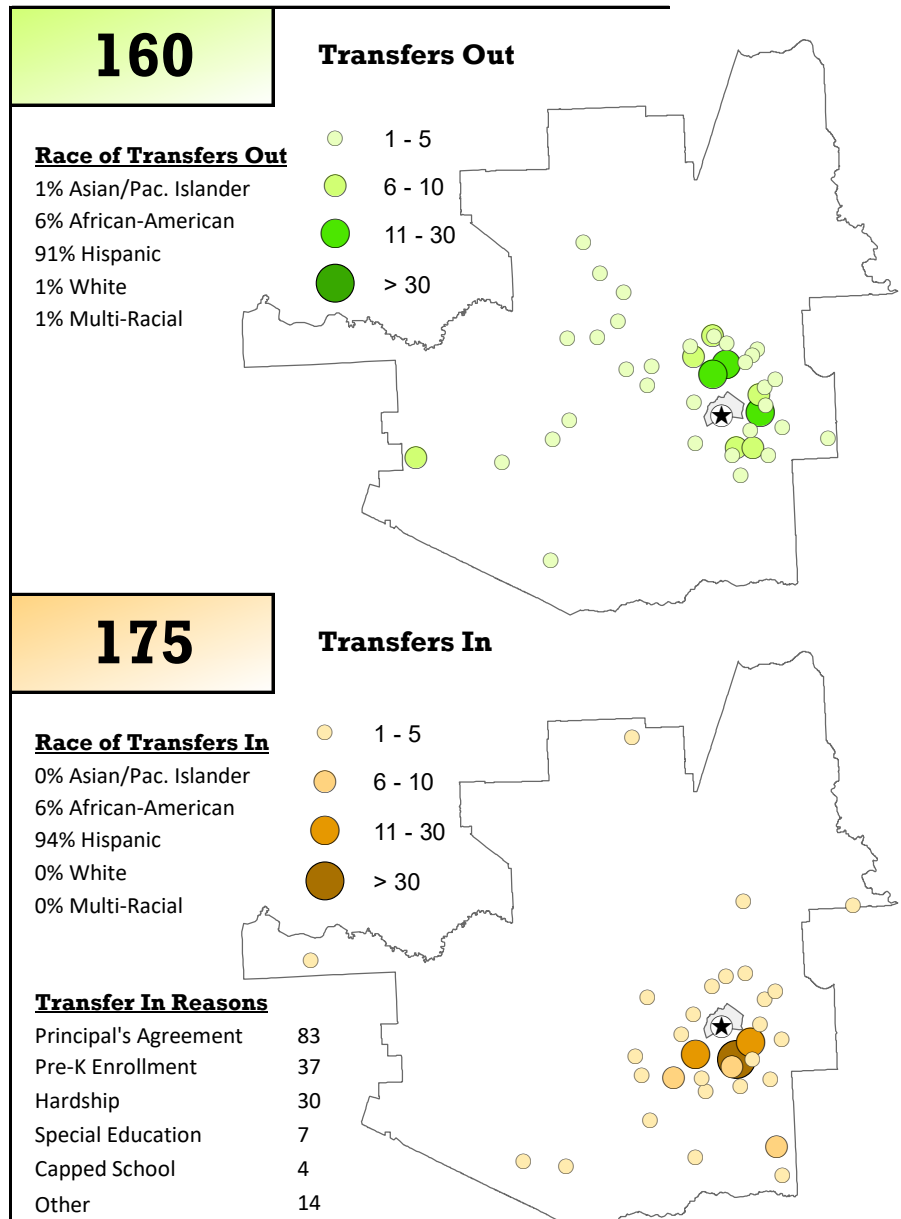 160
Transfers Out
Race of Transfers Out
1% Asian/Pac. Islander
6% African-American
91% Hispanic
1% White
1% Multi-Racial
1 - 5
6 - 10
11 - 30
> 30
175
Transfers In
Race of Transfers In
0% Asian/Pac. Islander
6% African-American
94% Hispanic
0% White
0% Multi-Racial
1 - 5
6 - 10
11 - 30
> 30
Transfer In Reasons
Principal's Agreement 83
Pre-K Enrollment 37
Hardship 30
Special Education 7
Capped School 4
Other 14